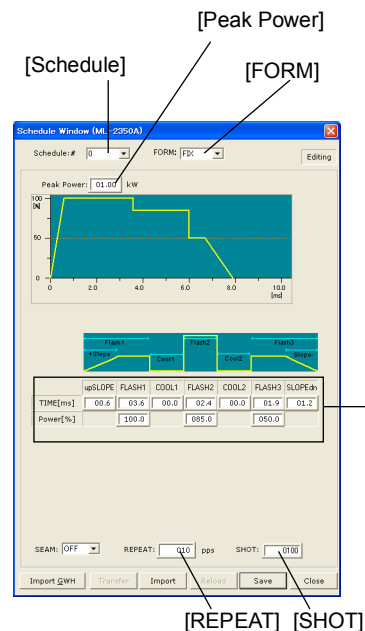 [Peak Power]
[Schedule]
[FORM]
Schedule Window (ML-2350A)
Schedule:# 0 FORM: FIX Editing
Peak Power: 01.00 kW
100
[%]
50
0
0 2.0 4.0 6.0 8.0 10.0
[ms]
Flash1 Flash2 Flash3
+Slope Cool1 Cool2 Slope-
upSLOPE FLASH1 COOL1 FLASH2 COOL2 FLASH3 SLOPEdn
TIME[ms] 00.6 03.6 00.0 02.4 00.0 01.9 01.2
Power[%] 100.0 085.0 050.0
SEAM: OFF REPEAT: 010 pps SHOT: 0100
Import GWH Transfer Import Reload Save Close
[REPEAT] [SHOT]